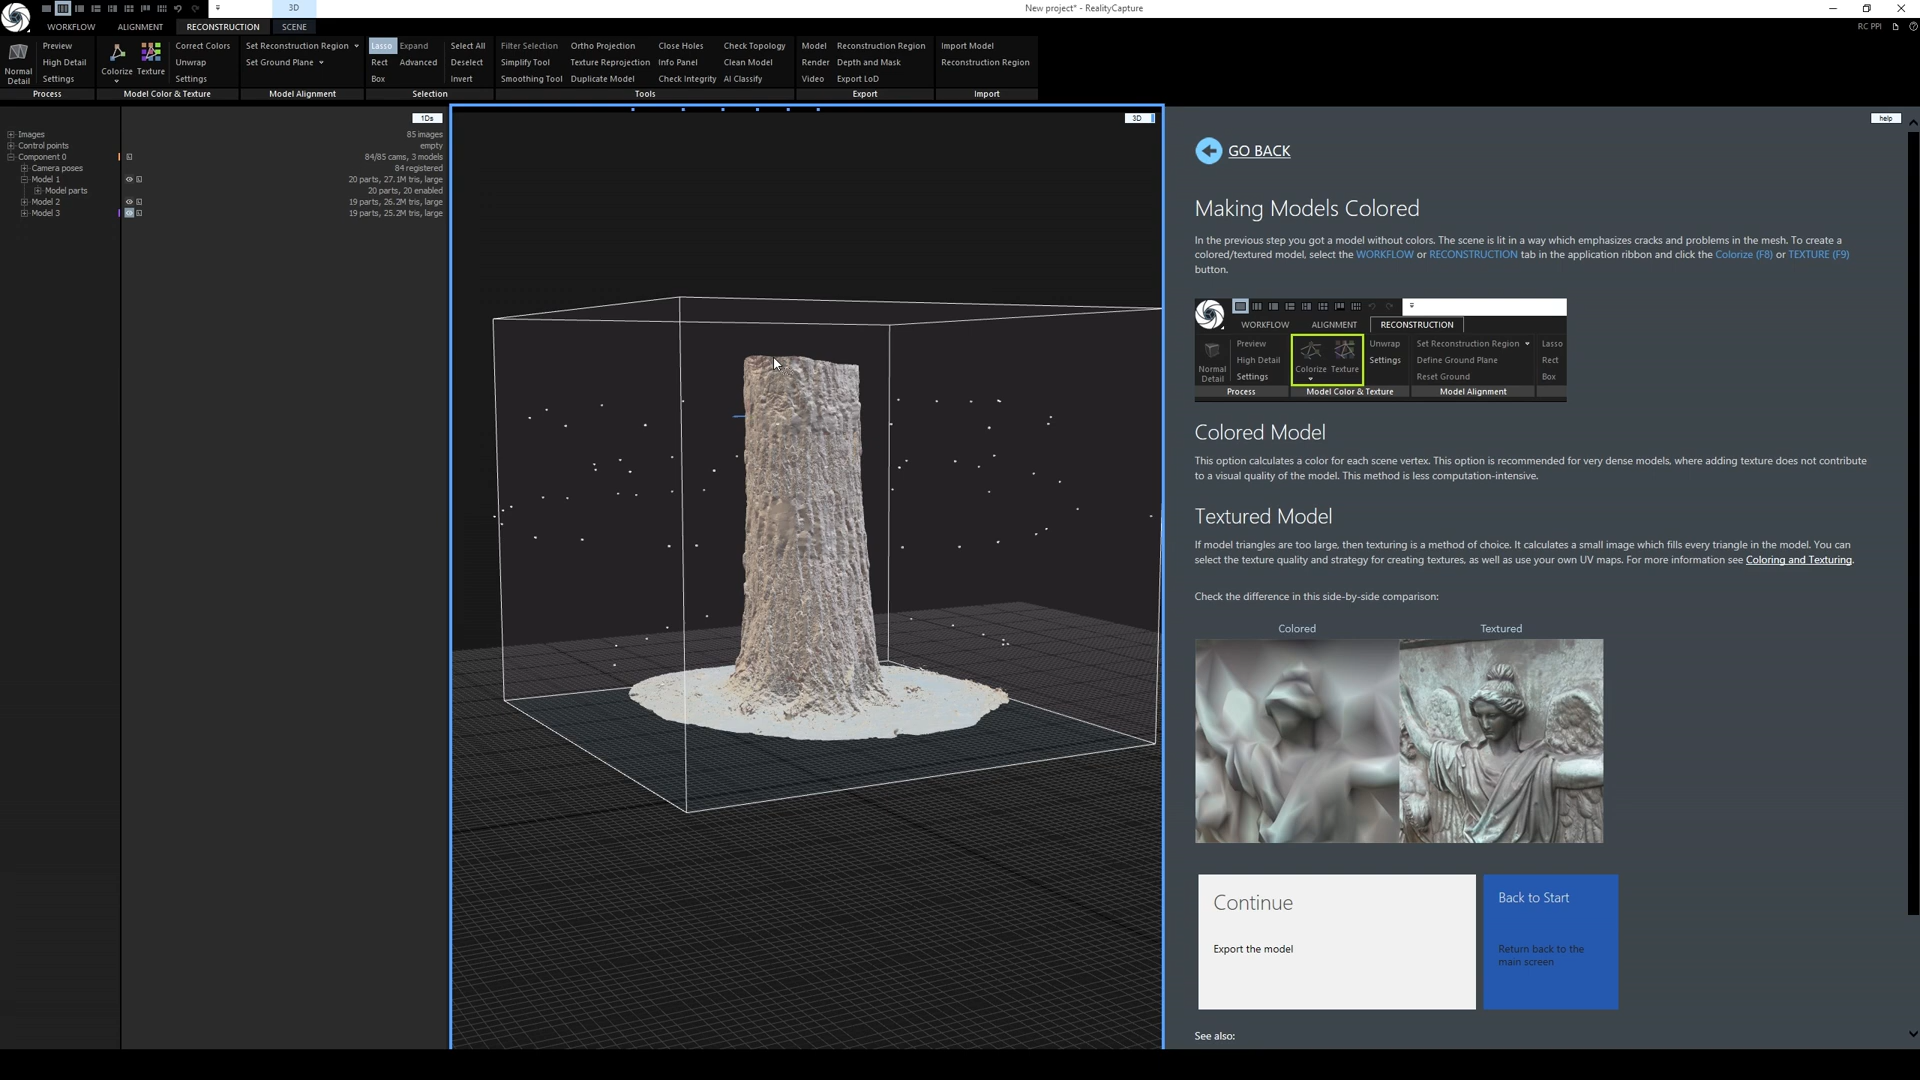 3D
New project* - RealityCapture
WORKFLOW ALIGNMENT RECONSTRUCTION SCENE
RC PPI
Normal Detail
Preview
High Detail
Settings
Process
Colorize Texture
Correct Colors
Unwrap
Settings
Model Color & Texture
Set Reconstruction Region
Set Ground Plane
Model Alignment
Lasso Expand Select All
Rect Advanced Deselect
Box Invert
Selection
Filter Selection Ortho Projection Close Holes Check Topology
Simplify Tool Texture Reprojection Info Panel Clean Model
Smoothing Tool Duplicate Model Check Integrity AI Classify
Tools
Model Reconstruction Region
Render Depth and Mask
Video Export LoD
Export
Import Model
Reconstruction Region
Import
1Ds
Images 85 images
Control points empty
Component 0 84/85 cams, 3 models
Camera poses 84 registered
Model 1 20 parts, 27.1M tris, large
Model parts 20 parts, 20 enabled
Model 2 19 parts, 26.2M tris, large
Model 3 19 parts, 25.2M tris, large
3D
help
GO BACK
Making Models Colored
In the previous step you got a model without colors. The scene is lit in a way which emphasizes cracks and problems in the mesh. To create a
colored/textured model, select the WORKFLOW or RECONSTRUCTION tab in the application ribbon and click the Colorize (F8) or TEXTURE (F9)
button.
WORKFLOW ALIGNMENT RECONSTRUCTION
Normal Detail
Preview
High Detail
Settings
Process
Colorize Texture
Unwrap
Settings
Model Color & Texture
Set Reconstruction Region
Define Ground Plane
Reset Ground
Model Alignment
Lasso
Rect
Box
Colored Model
This option calculates a color for each scene vertex. This option is recommended for very dense models, where adding texture does not contribute
to a visual quality of the model. This method is less computation-intensive.
Textured Model
If model triangles are too large, then texturing is a method of choice. It calculates a small image which fills every triangle in the model. You can
select the texture quality and strategy for creating textures, as well as use your own UV maps. For more information see Coloring and Texturing.
Check the difference in this side-by-side comparison:
Colored Textured
Continue
Export the model
Back to Start
Return back to the
main screen
See also: